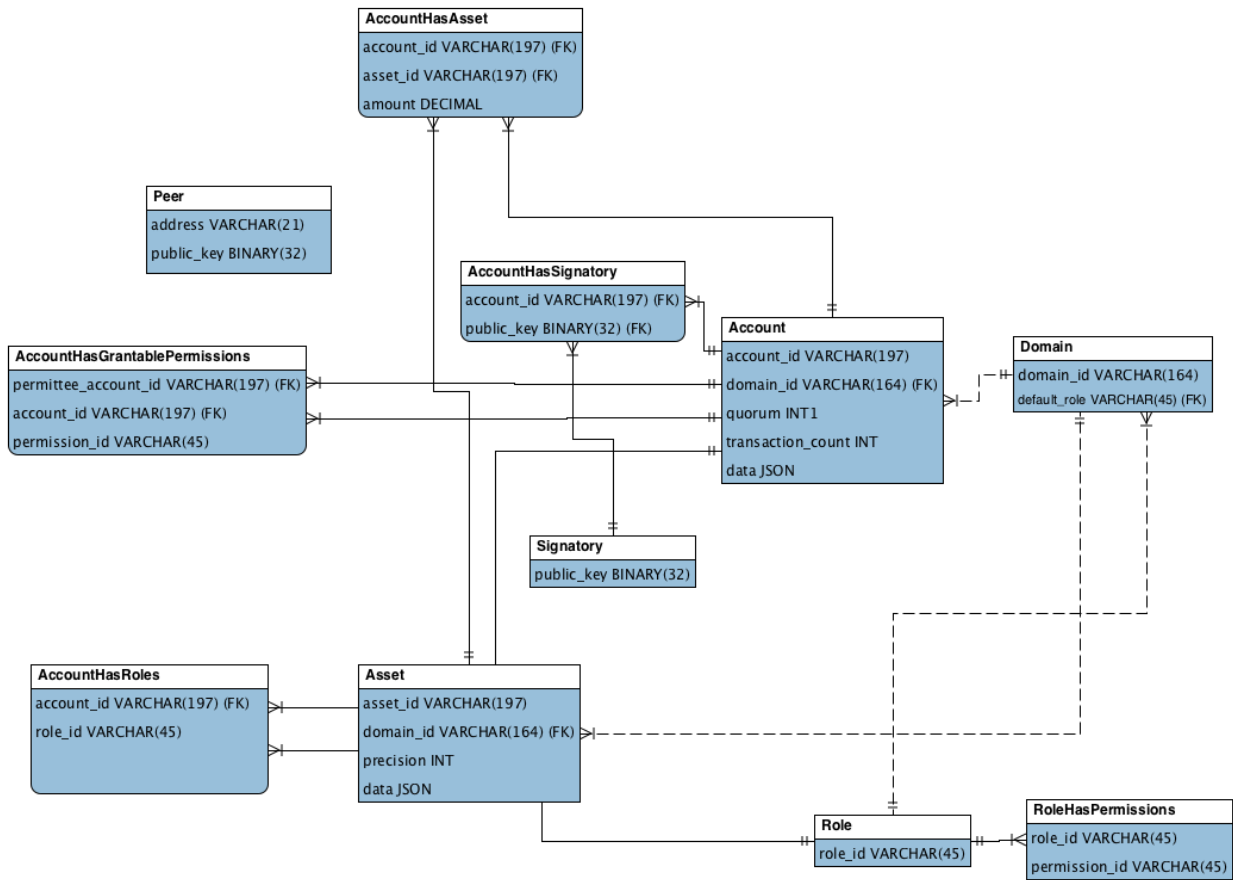 AccountHasAsset
account_id VARCHAR(197) (FK)
asset_id VARCHAR(197) (FK)
amount DECIMAL
Peer
address VARCHAR(21)
public_key BINARY(32)
AccountHasSignatory
account_id VARCHAR(197) (FK)
public_key BINARY(32) (FK)
Account
account_id VARCHAR(197)
domain_id VARCHAR(164) (FK)
quorum INT1
transaction_count INT
data JSON
Domain
domain_id VARCHAR(164)
default_role VARCHAR(45) (FK)
AccountHasGrantablePermissions
permittee_account_id VARCHAR(197) (FK)
account_id VARCHAR(197) (FK)
permission_id VARCHAR(45)
Signatory
public_key BINARY(32)
AccountHasRoles
account_id VARCHAR(197) (FK)
role_id VARCHAR(45)
Asset
asset_id VARCHAR(197)
domain_id VARCHAR(164) (FK)
precision INT
data JSON
Role
role_id VARCHAR(45)
RoleHasPermissions
role_id VARCHAR(45)
permission_id VARCHAR(45)